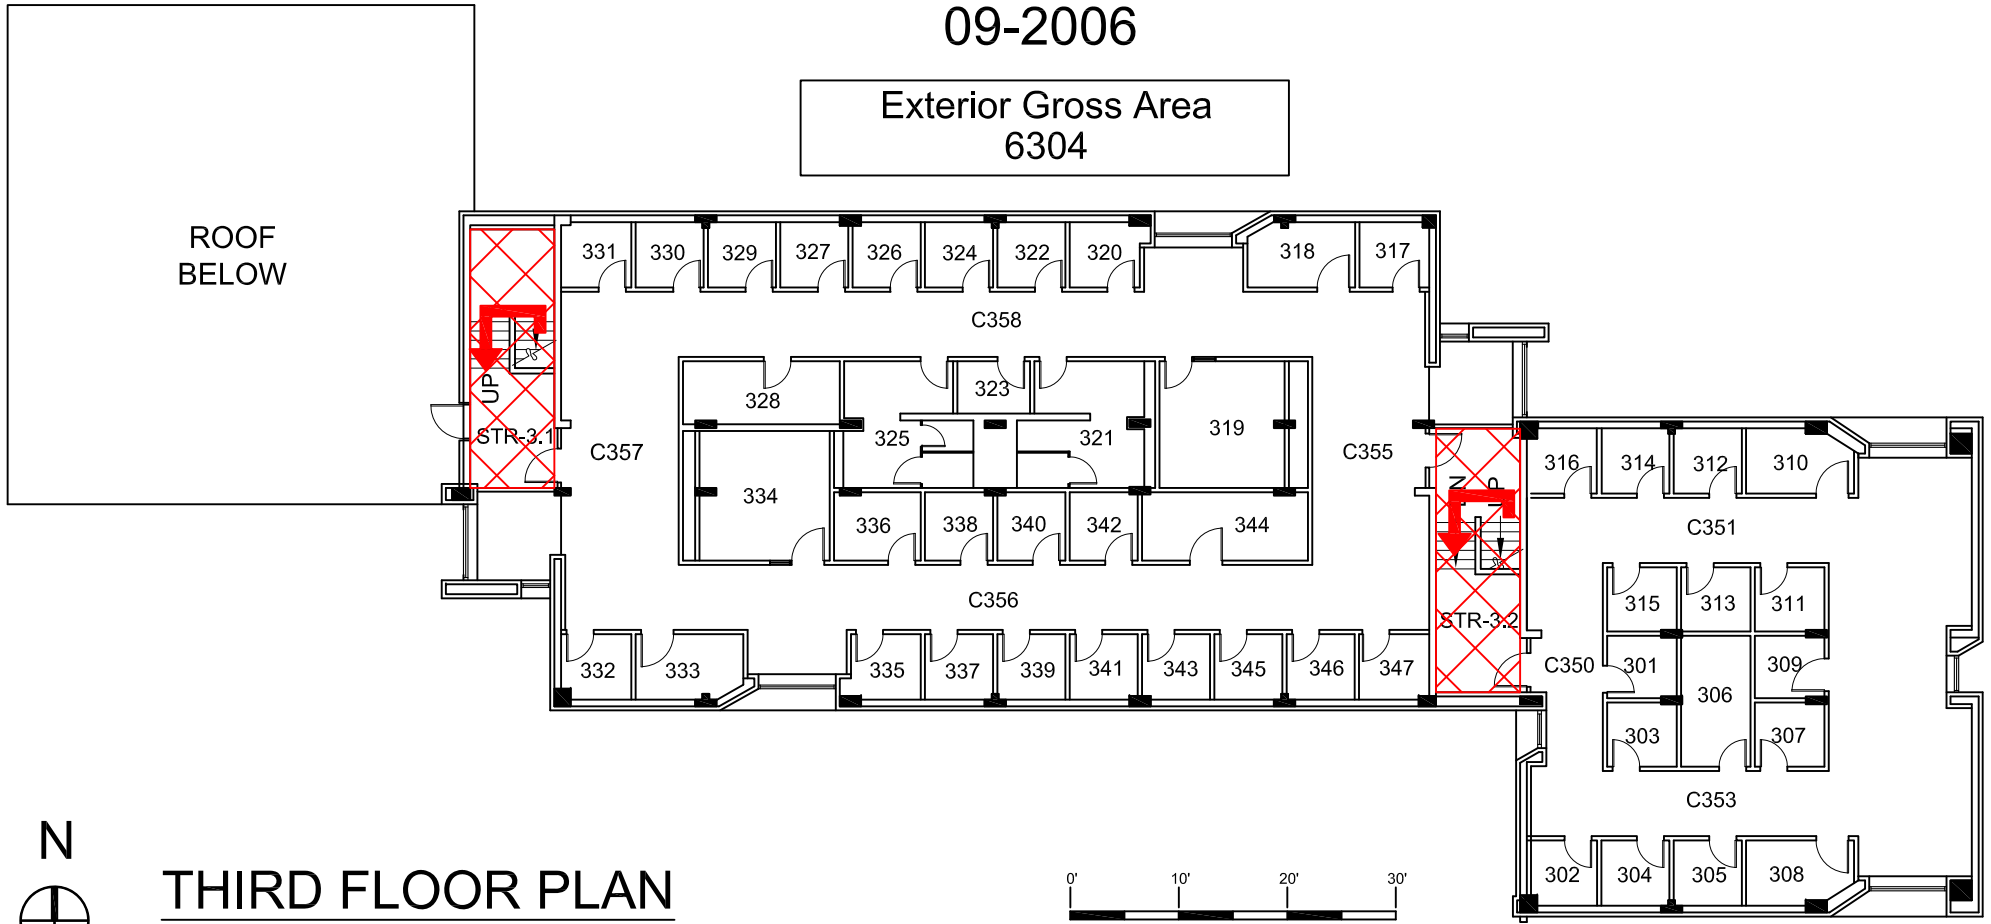 09-2006
Exterior Gross Area
6304
ROOF
BELOW
331 330 329 327 326 324 322 320 318 317
C358
UP
328 323
STR-3.1 C357 325 321 319 C355
316 314 312 310
334
UP
336 338 340 342 344
C351
C356
315 313 311
STR-3.2
332 333 335 337 339 341 343 345 346 347
C350 301 309
306
303 307
C353
N
THIRD FLOOR PLAN
0' 10' 20' 30'
302 304 305 308